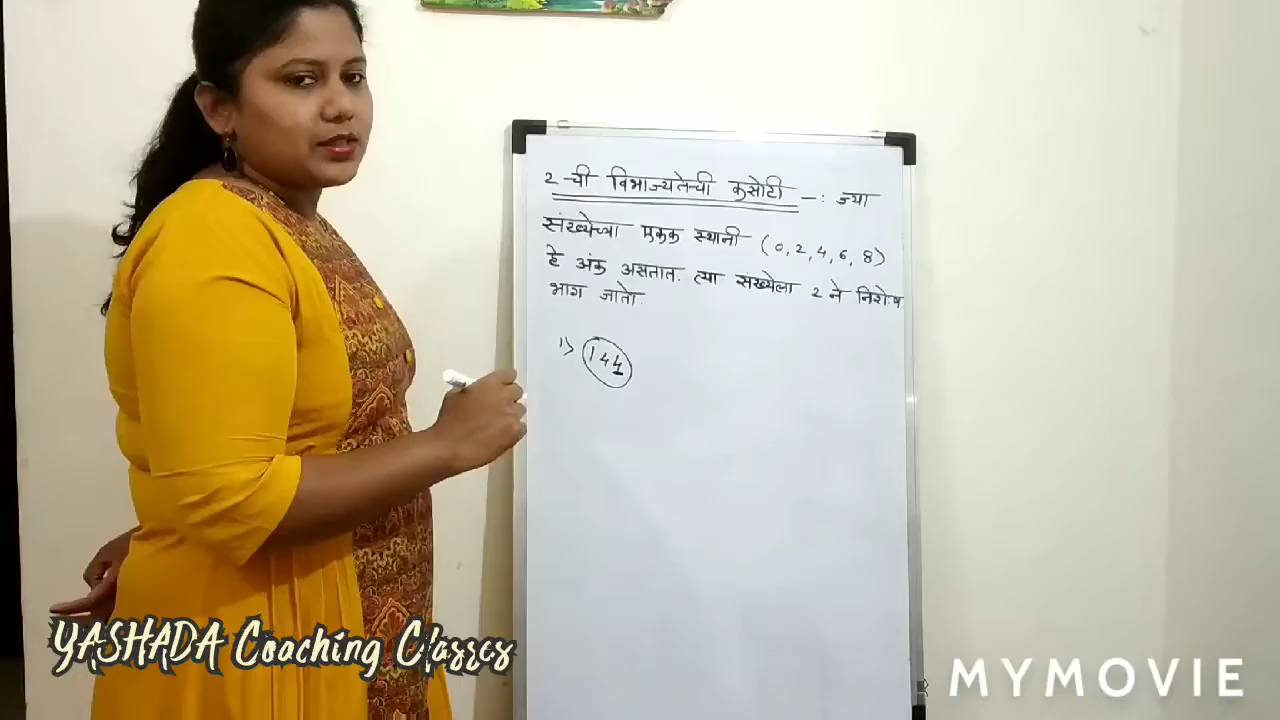 2 ची विभाज्यतेची कसोटी -: ज्या
संख्येच्या एकक स्थानी (0, 2, 4, 6, 8)
हे अंक असतात. त्या संख्येला 2 ने निशेष
भाग जातो.
1) 144
YASHADA Coaching Classes
MYMOVIE